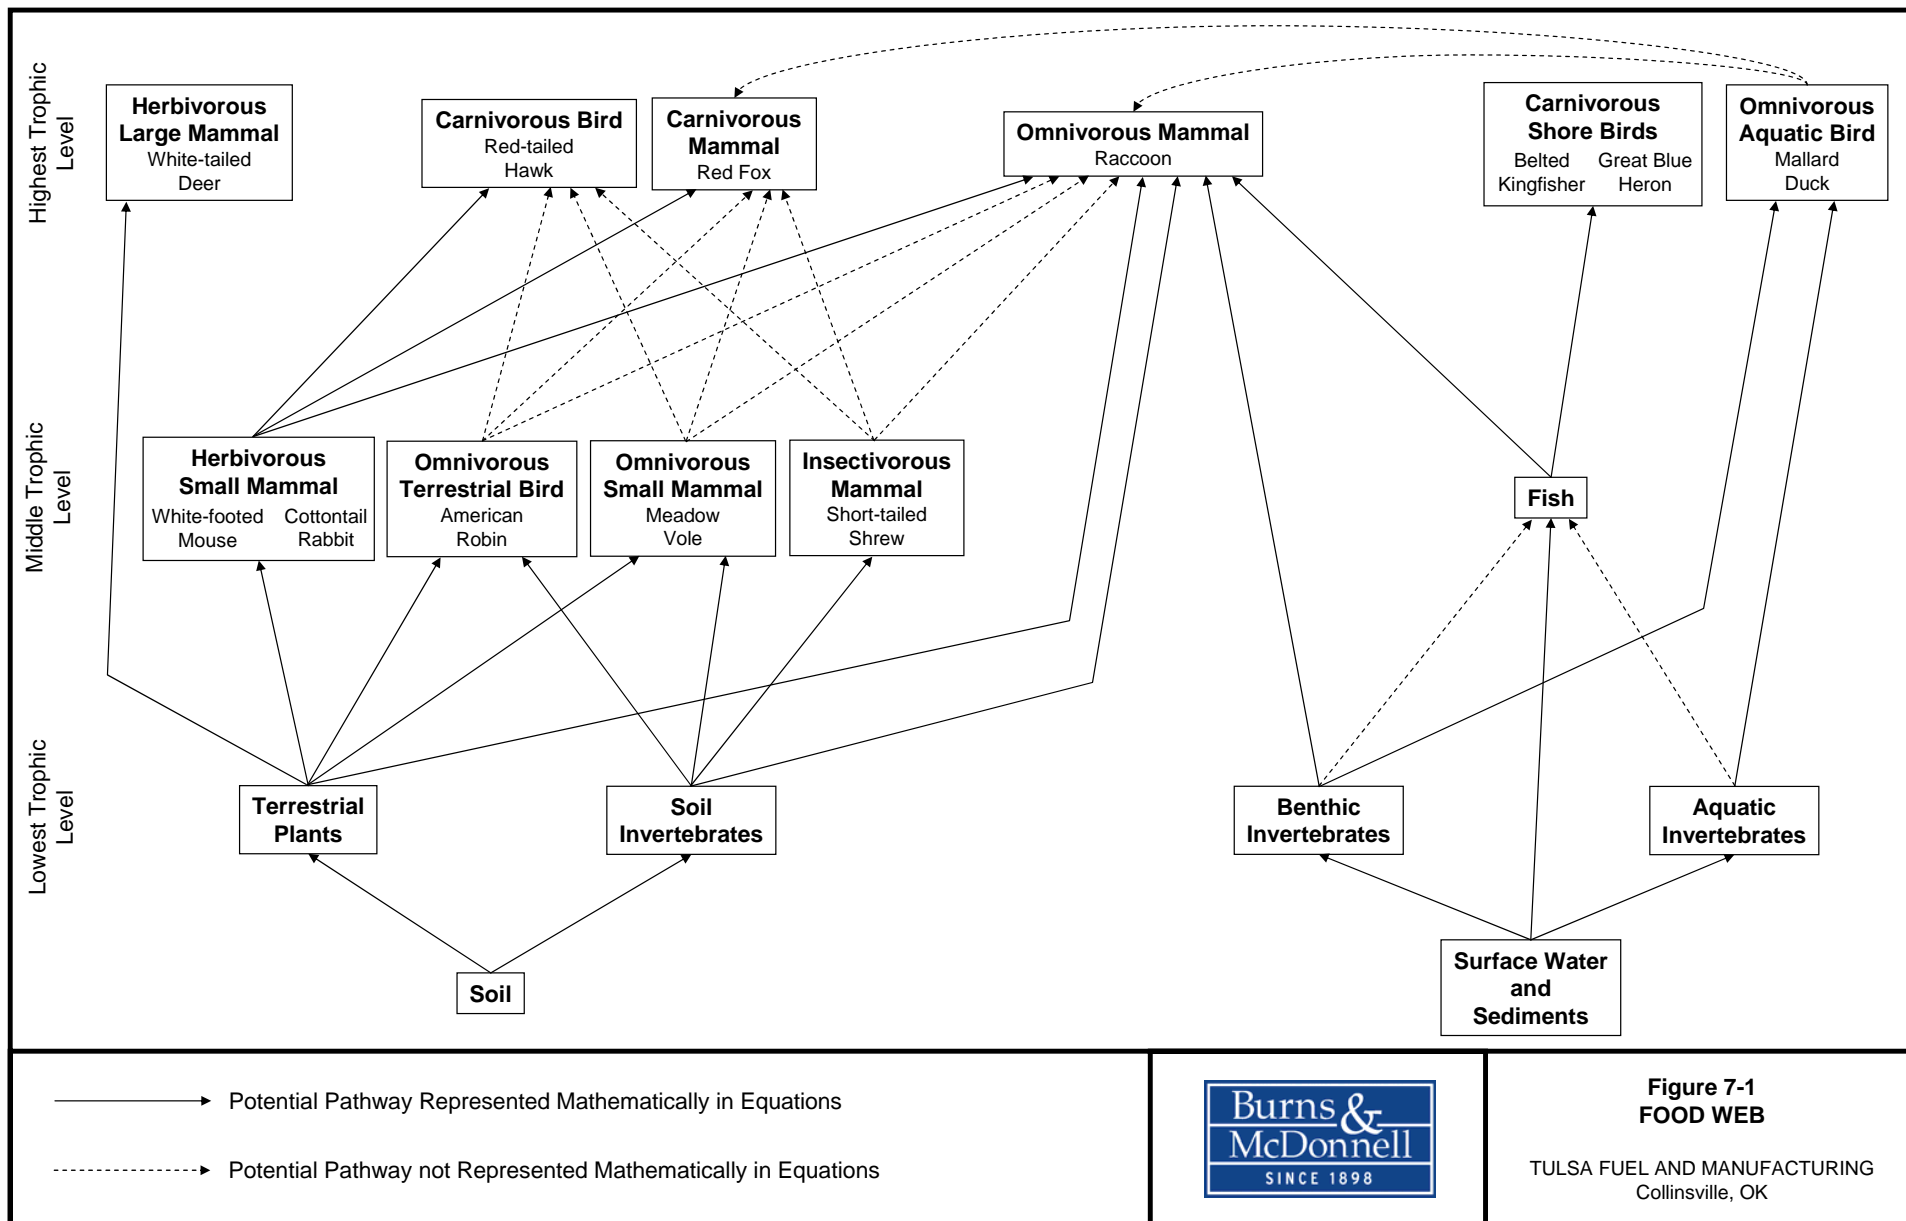 Highest Trophic
Level
Herbivorous
Large Mammal
White-tailed
Deer
Carnivorous Bird
Red-tailed
Hawk
Carnivorous
Mammal
Red Fox
Omnivorous Mammal
Raccoon
Carnivorous
Shore Birds
Belted
Kingfisher
Great Blue
Heron
Omnivorous
Aquatic Bird
Mallard
Duck
Middle Trophic
Level
Herbivorous
Small Mammal
White-footed
Mouse
Cottontail
Rabbit
Omnivorous
Terrestrial Bird
American
Robin
Omnivorous
Small Mammal
Meadow
Vole
Insectivorous
Mammal
Short-tailed
Shrew
Fish
Lowest Trophic
Level
Terrestrial
Plants
Soil
Invertebrates
Benthic
Invertebrates
Aquatic
Invertebrates
Soil
Surface Water
and
Sediments
Potential Pathway Represented Mathematically in Equations
Potential Pathway not Represented Mathematically in Equations
Burns &
McDonnell
SINCE 1898
Figure 7-1
FOOD WEB
TULSA FUEL AND MANUFACTURING
Collinsville, OK